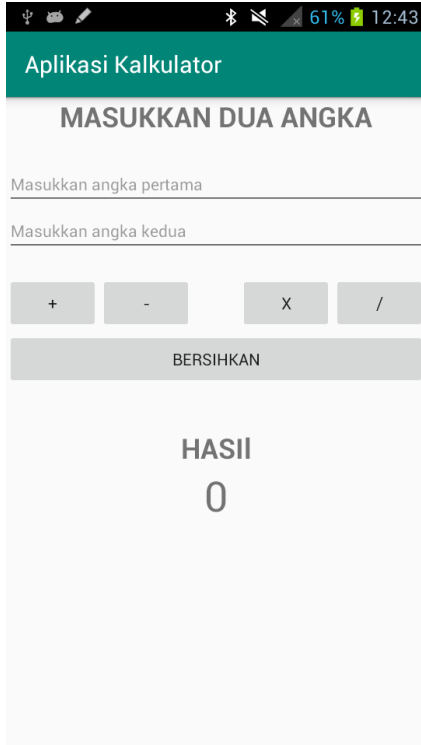 61% 12:43
Aplikasi Kalkulator
MASUKKAN DUA ANGKA
Masukkan angka pertama
Masukkan angka kedua
+ - X /
BERSIHKAN
HASIl
0